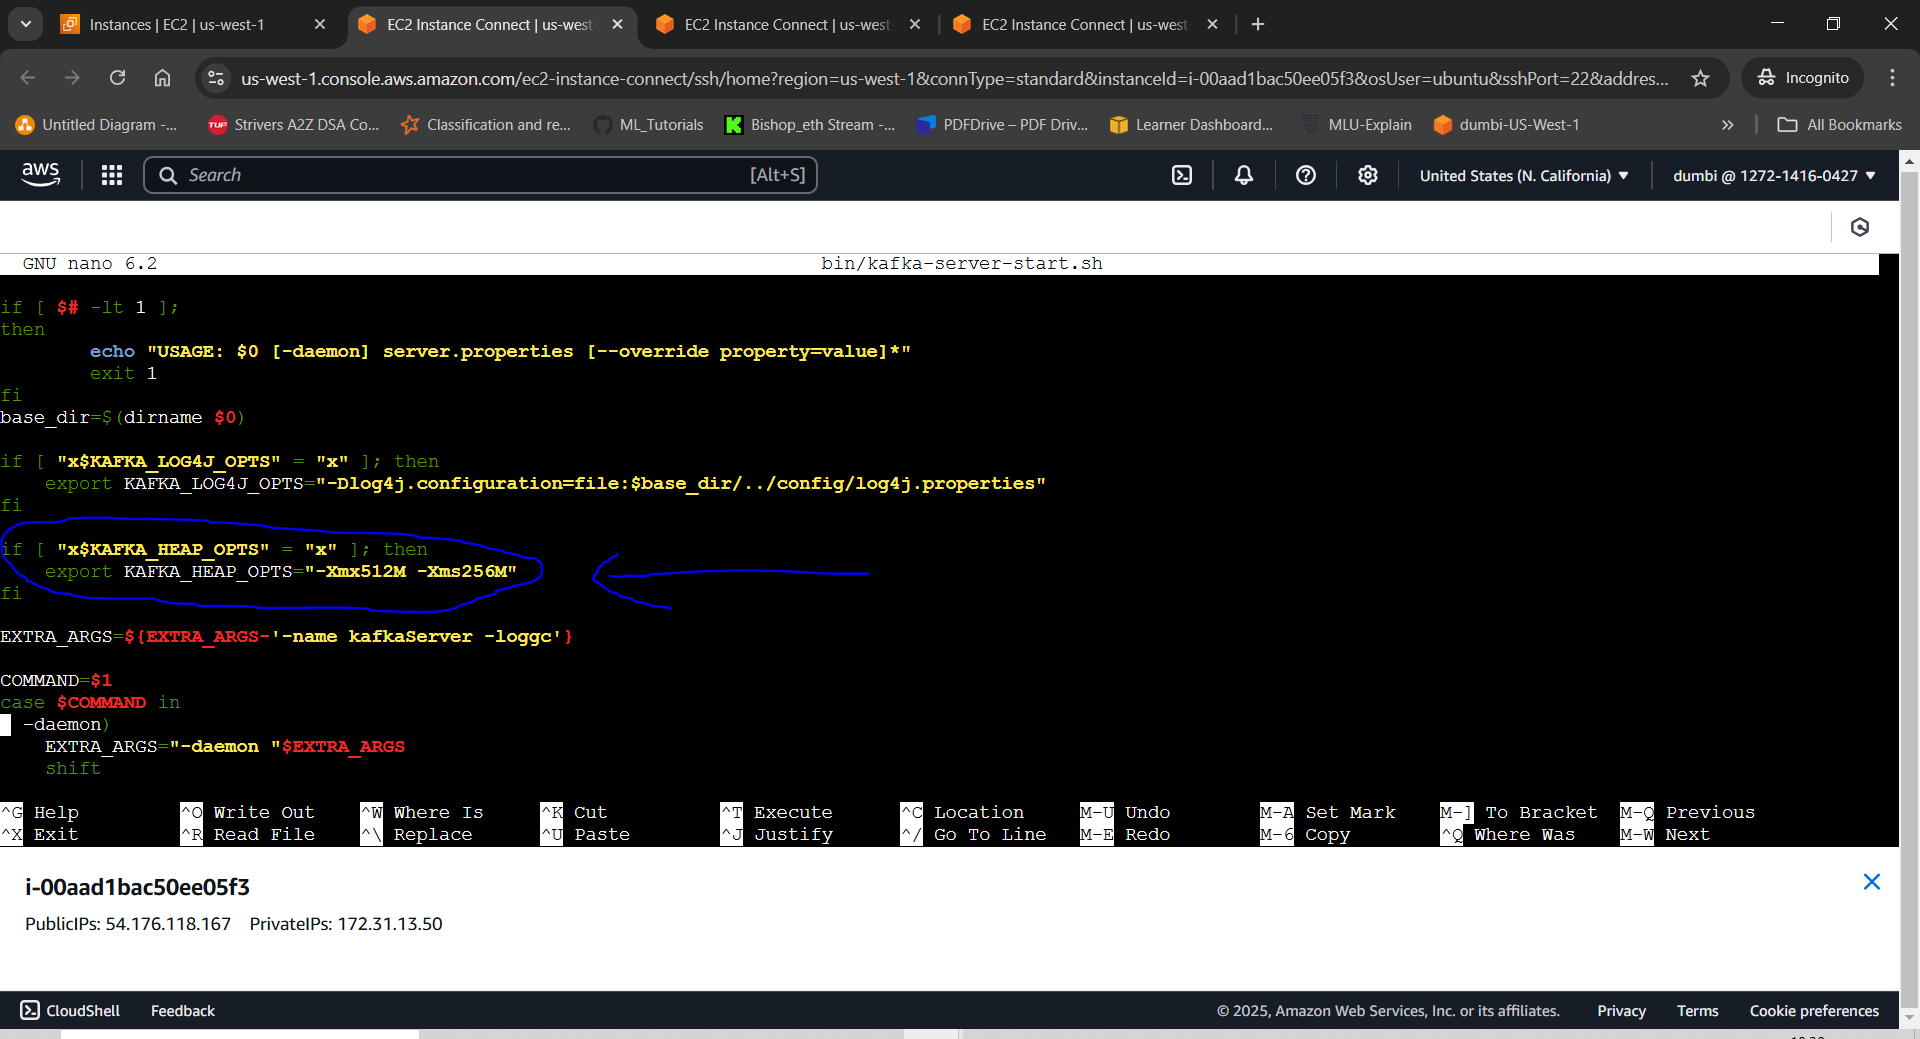 Instances | EC2 | us-west-1
EC2 Instance Connect | us-west-
EC2 Instance Connect | us-west-
EC2 Instance Connect | us-west-
us-west-1.console.aws.amazon.com/ec2-instance-connect/ssh/home?region=us-west-1&connType=standard&instanceId=i-00aad1bac50ee05f3&osUser=ubuntu&sshPort=22&addres...
Incognito
Untitled Diagram -...
TUF
Strivers A2Z DSA Co...
Classification and re...
ML_Tutorials
Bishop_eth Stream -...
PDFDrive – PDF Driv...
Learner Dashboard...
MLU-Explain
dumbi-US-West-1
»
All Bookmarks
aws
Search
[Alt+S]
United States (N. California)
dumbi @ 1272-1416-0427
GNU nano 6.2 bin/kafka-server-start.sh
if [ $# -lt 1 ];
then
echo "USAGE: $0 [-daemon] server.properties [--override property=value]*"
exit 1
fi
base_dir=$(dirname $0)
if [ "x$KAFKA_LOG4J_OPTS" = "x" ]; then
export KAFKA_LOG4J_OPTS="-Dlog4j.configuration=file:$base_dir/../config/log4j.properties"
fi
if [ "x$KAFKA_HEAP_OPTS" = "x" ]; then
export KAFKA_HEAP_OPTS="-Xmx512M -Xms256M"
fi
EXTRA_ARGS=${EXTRA_ARGS-'-name kafkaServer -loggc'}
COMMAND=$1
case $COMMAND in
-daemon)
EXTRA_ARGS="-daemon "$EXTRA_ARGS
shift
^G Help ^O Write Out ^W Where Is ^K Cut ^T Execute ^C Location M-U Undo M-A Set Mark M-] To Bracket M-Q Previous
^X Exit ^R Read File ^\ Replace ^U Paste ^J Justify ^/ Go To Line M-E Redo M-6 Copy ^Q Where Was M-W Next
i-00aad1bac50ee05f3
PublicIPs: 54.176.118.167 PrivateIPs: 172.31.13.50
CloudShell Feedback © 2025, Amazon Web Services, Inc. or its affiliates. Privacy Terms Cookie preferences